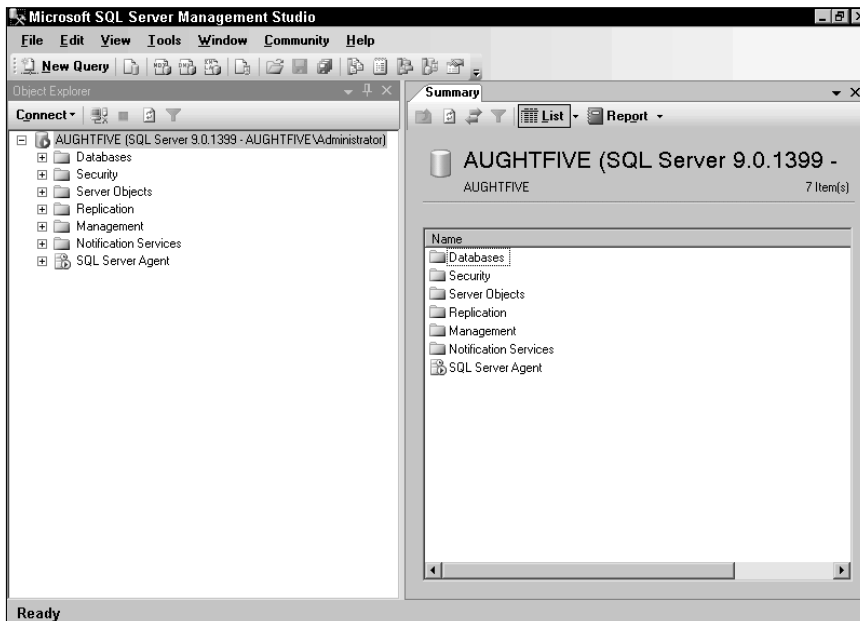 Microsoft SQL Server Management Studio
File Edit View Tools Window Community Help
New Query
Object Explorer
Connect
AUGHTFIVE (SQL Server 9.0.1399 - AUGHTFIVE\Administrator)
Databases
Security
Server Objects
Replication
Management
Notification Services
SQL Server Agent
Summary
List Report
AUGHTFIVE (SQL Server 9.0.1399 -
AUGHTFIVE 7 Item(s)
Name
Databases
Security
Server Objects
Replication
Management
Notification Services
SQL Server Agent
Ready